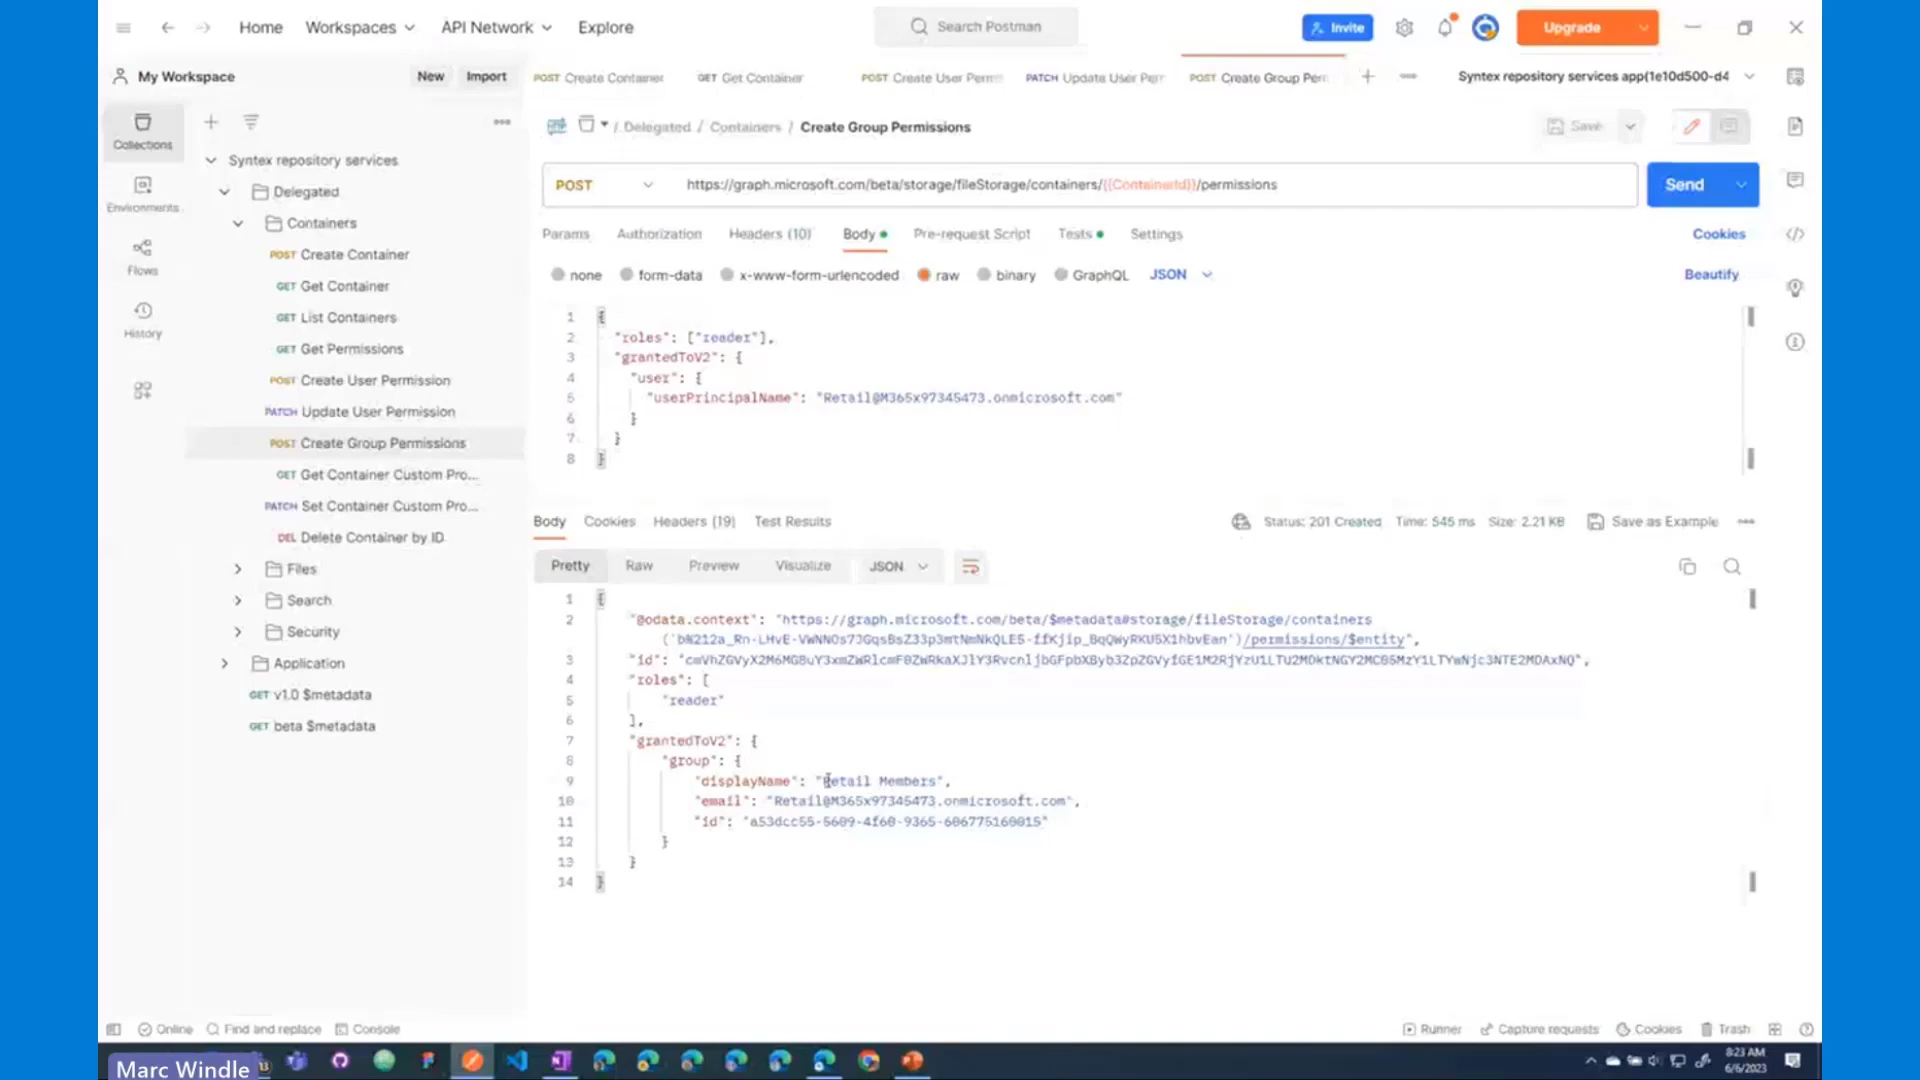 Home Workspaces API Network Explore Search Postman Invite Upgrade
My Workspace New Import POST Create Container GET Get Container POST Create User Perm PATCH Update User Per POST Create Group Per Syntex repository services app(1e10d500-d4
Collections
Environments
Flows
History
Syntex repository services
Delegated
Containers
POST Create Container
GET Get Container
GET List Containers
GET Get Permissions
POST Create User Permission
PATCH Update User Permission
POST Create Group Permissions
GET Get Container Custom Pro...
PATCH Set Container Custom Pro...
DEL Delete Container by ID
Files
Search
Security
Application
GET v1.0 $metadata
GET beta $metadata
/ Delegated / Containers / Create Group Permissions Save
POST https://graph.microsoft.com/beta/storage/fileStorage/containers/{{ContainerId}}/permissions Send
Params Authorization Headers (10) Body Pre-request Script Tests Settings Cookies
none form-data x-www-form-urlencoded raw binary GraphQL JSON Beautify
1 {
2 "roles": ["reader"],
3 "grantedToV2": {
4 "user": {
5 "userPrincipalName": "Retail@M365x97345473.onmicrosoft.com"
6 }
7 }
8 }
Body Cookies Headers (19) Test Results Status: 201 Created Time: 545 ms Size: 2.21 KB Save as Example
Pretty Raw Preview Visualize JSON
1 {
2 "@odata.context": "https://graph.microsoft.com/beta/$metadata#storage/fileStorage/containers
/permissions/$entity",
3 "id":
4 "roles": [
5 "reader"
6 ],
7 "grantedToV2": {
8 "group": {
9 "displayName": "Retail Members",
10 "email": "Retail@M365x97345473.onmicrosoft.com",
11 "id": "a53dcc55-5609-4f60-9365-606775160015"
12 }
13 }
14 }
Online Find and replace Console Runner Capture requests Cookies Trash
Marc Windle
8:23 AM
6/6/2023